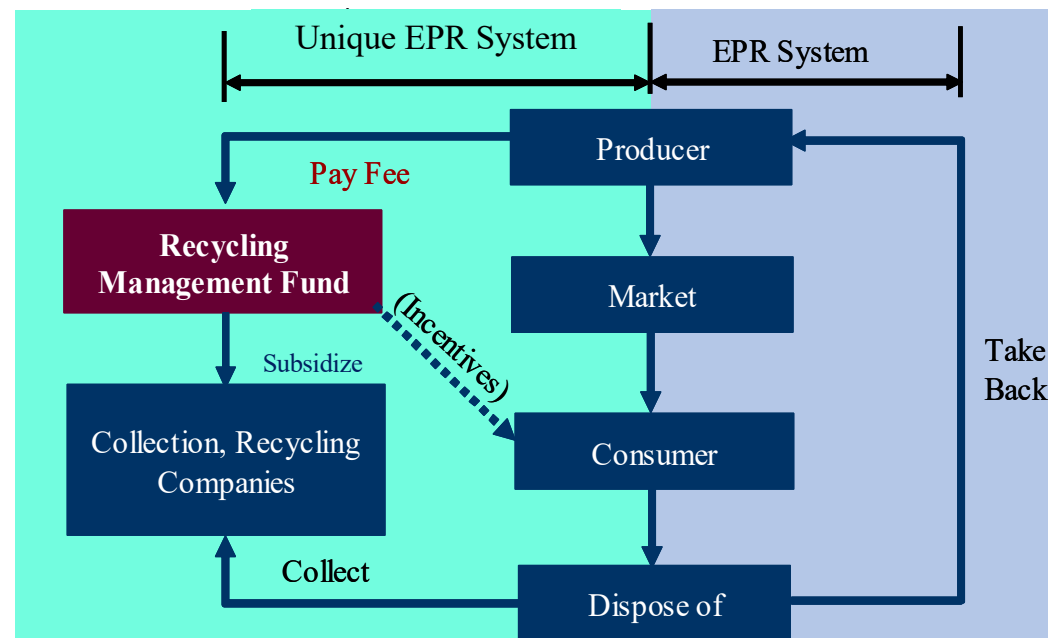 Unique EPR System
EPR System
Producer
Pay Fee
Recycling
Management Fund
Market
(Incentives)
Subsidize
Take
Back
Collection, Recycling
Companies
Consumer
Collect
Dispose of